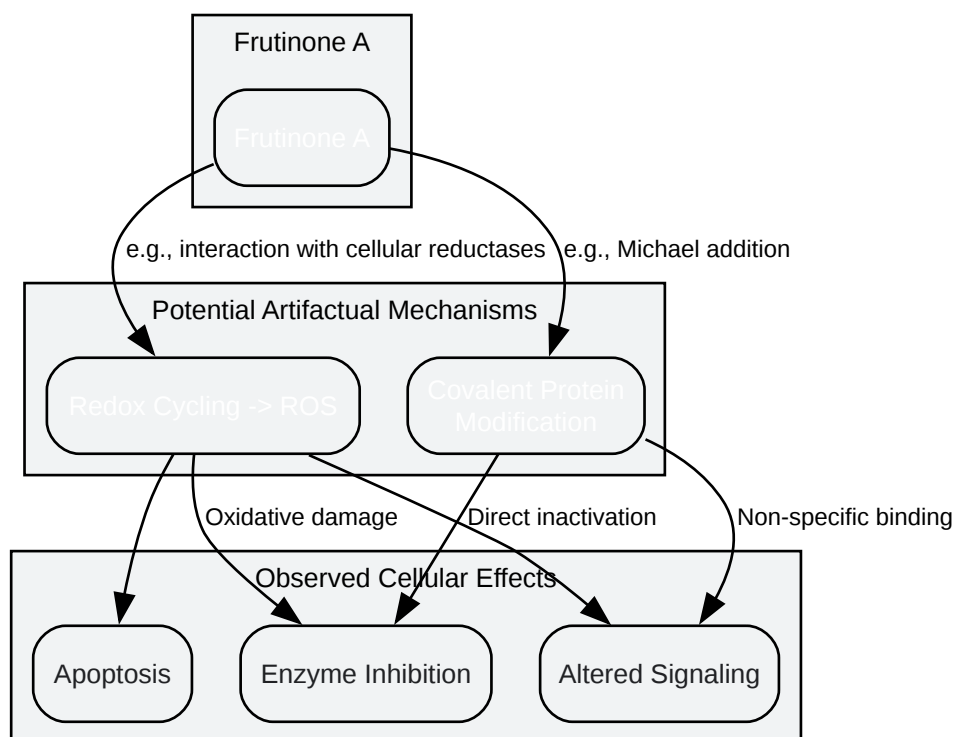 Frutinone A
Frutinone A
e.g., interaction with cellular reductases
e.g., Michael addition
Potential Artifactual Mechanisms
Redox Cycling -> ROS
Covalent Protein
Modification
Oxidative damage
Direct inactivation
Non-specific binding
Observed Cellular Effects
Apoptosis
Enzyme Inhibition
Altered Signaling